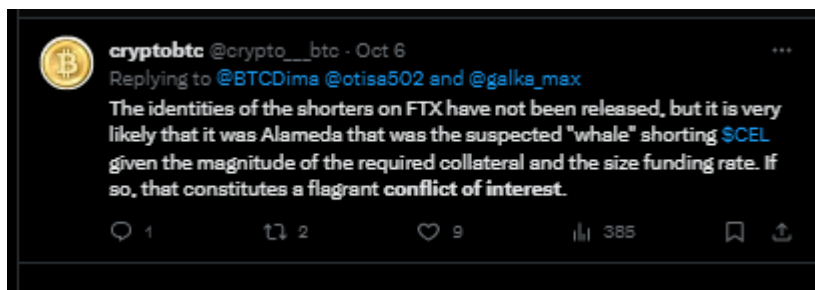 cryptobtc @crypto___btc · Oct 6
Replying to @BTCDima @otisa502 and @galka_max
The identities of the shorters on FTX have not been released, but it is very
likely that it was Alameda that was the suspected "whale" shorting $CEL
given the magnitude of the required collateral and the size funding rate. If
so, that constitutes a flagrant conflict of interest.
1 2 9 385